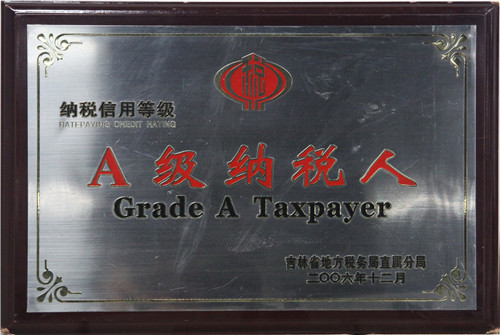 纳税信用等级
RATEPAYING CREDIT RATING
A级纳税人
Grade A Taxpayer
吉林省地方税务局直属分局
二〇〇六年十二月